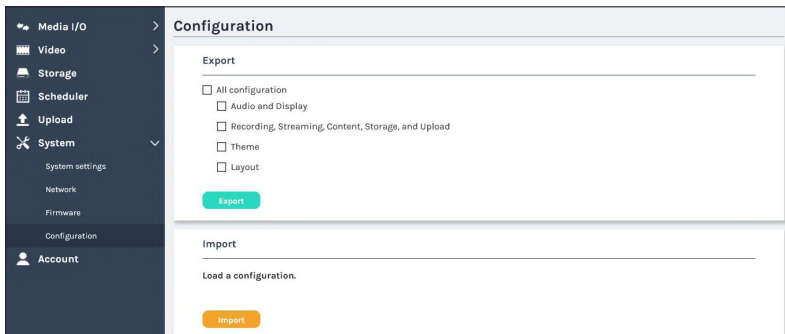 Media I/O
Video
Storage
Scheduler
Upload
System
System settings
Network
Firmware
Configuration
Account
Configuration
Export
All configuration
Audio and Display
Recording, Streaming, Content, Storage, and Upload
Theme
Layout
Export
Import
Load a configuration.
Import